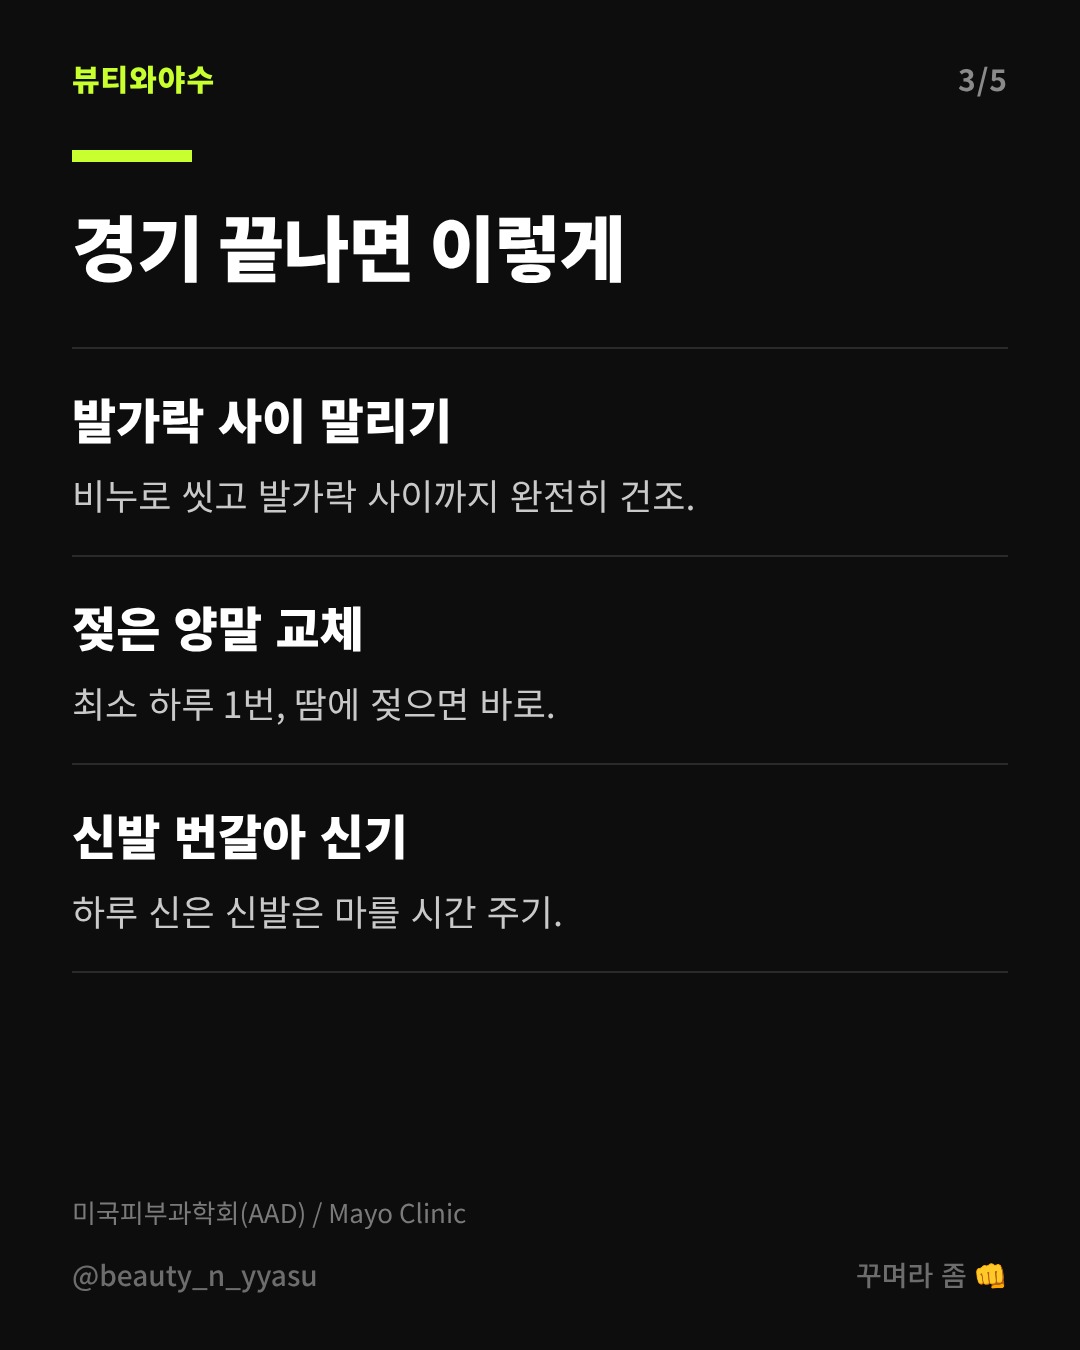 뷰티와야수
3/5
경기 끝나면 이렇게
발가락 사이 말리기
비누로 씻고 발가락 사이까지 완전히 건조.
젖은 양말 교체
최소 하루 1번, 땀에 젖으면 바로.
신발 번갈아 신기
하루 신은 신발은 마를 시간 주기.
미국피부과학회(AAD) / Mayo Clinic
@beauty_n_yyasu
꾸며라 좀 👊